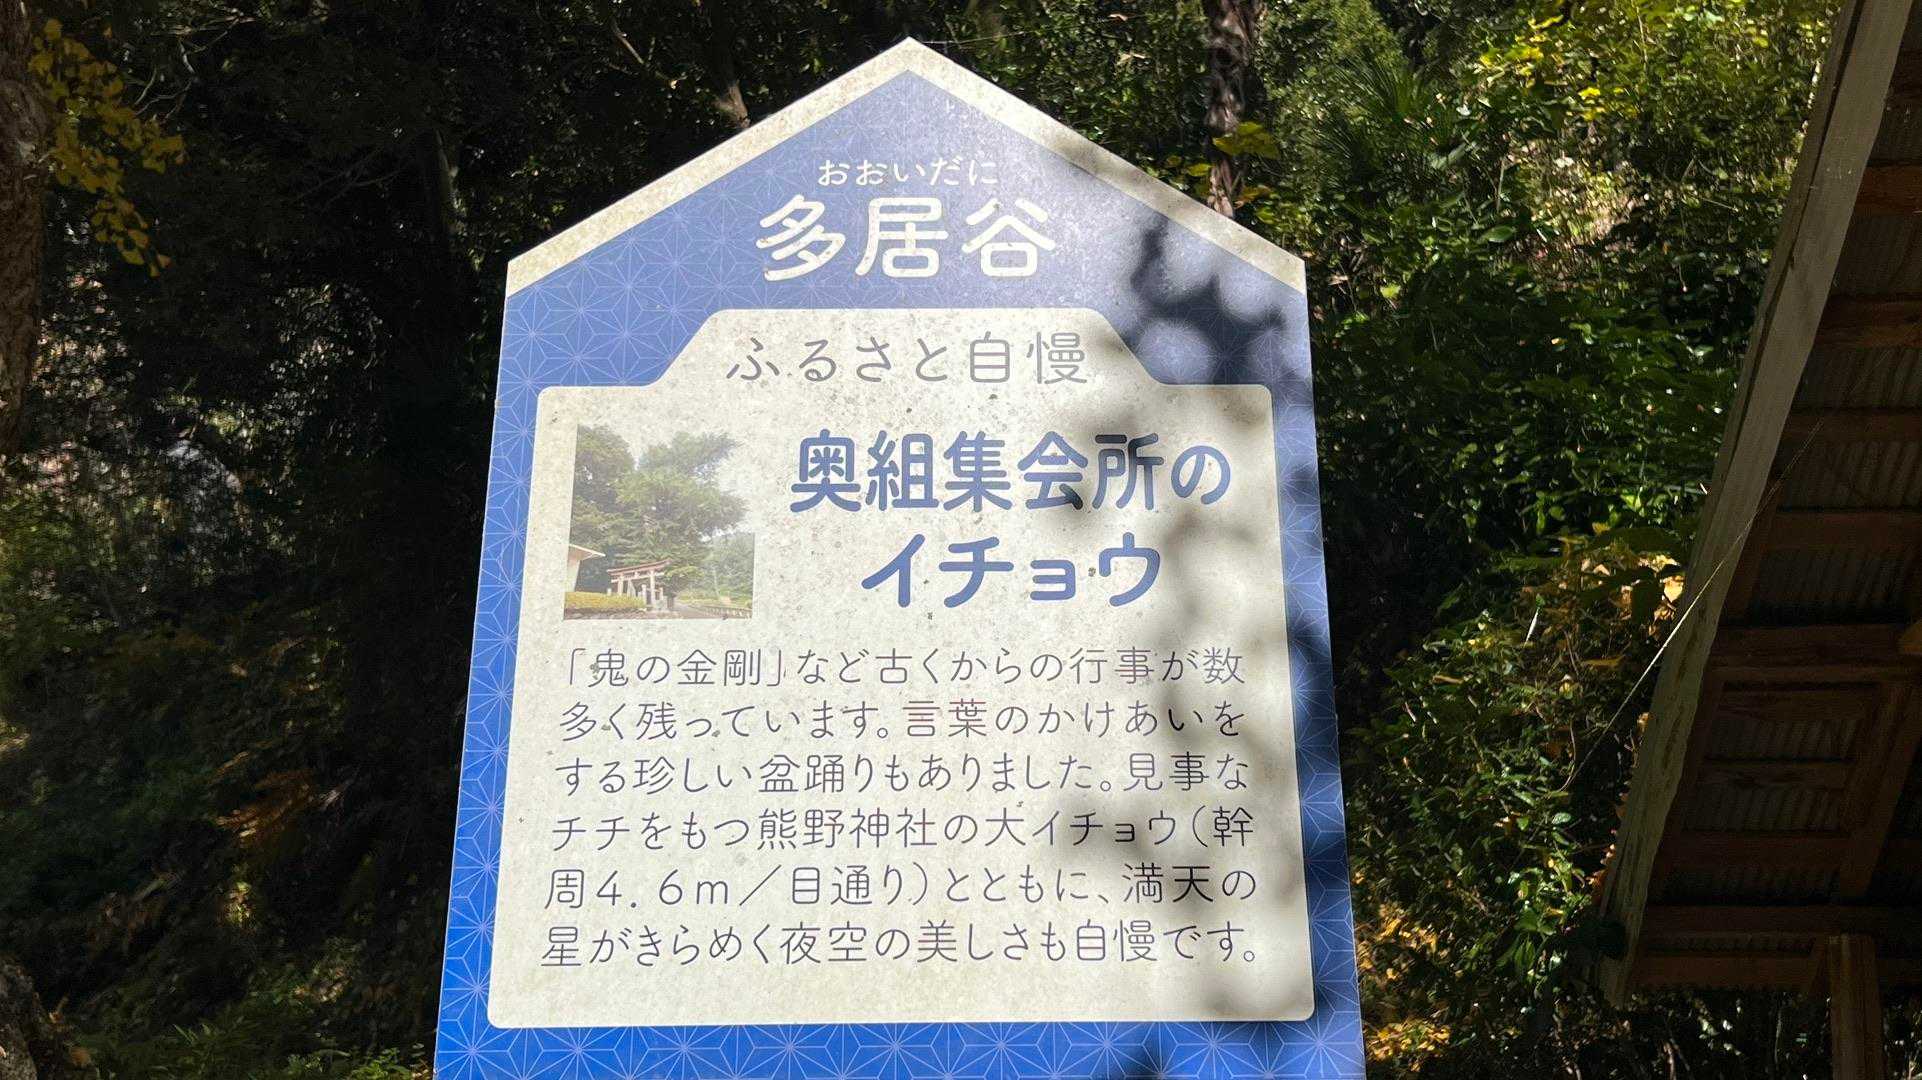 おおいだに
多居谷
ふるさと自慢
奥組集会所の
イチョウ
「鬼の金剛」など古くからの行事が数
多く残っています。言葉のかけあいを
する珍しい盆踊りもありました。見事な
チチをもつ熊野神社の大イチョウ（幹
周4．6m／目通り）とともに、満天の
星がきらめく夜空の美しさも自慢です。